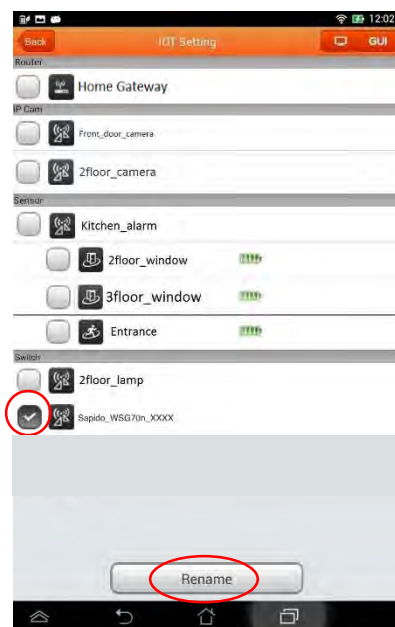 12:02
Back IOT Setting GUI
Router
Home Gateway
IP Cam
Front_door_camera
2floor_camera
Sensor
Kitchen_alarm
2floor_window
3floor_window
Entrance
Switch
2floor_lamp
Sapido_WSG70n_XXXX
Rename